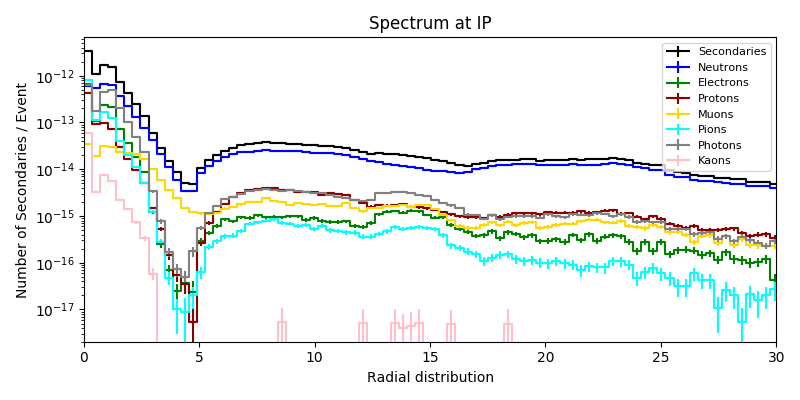 Spectrum at IP
Number of Secondaries / Event
10⁻¹²
10⁻¹³
10⁻¹⁴
10⁻¹⁵
10⁻¹⁶
10⁻¹⁷
Secondaries
Neutrons
Electrons
Protons
Muons
Pions
Photons
Kaons
0 5 10 15 20 25 30
Radial distribution